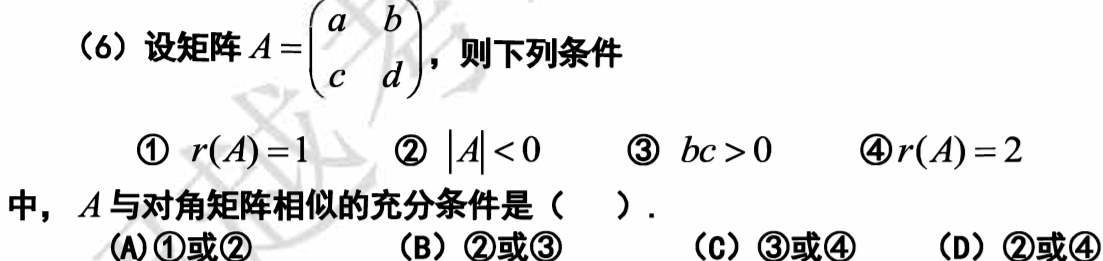 (6) 设矩阵 A = \begin{pmatrix} a & b \\ c & d \end{pmatrix}，则下列条件
① r(A) = 1 ② |A| < 0 ③ bc > 0 ④ r(A) = 2
中，A 与对角矩阵相似的充分条件是（ ）.
(A) ①或② (B) ②或③ (C) ③或④ (D) ②或④